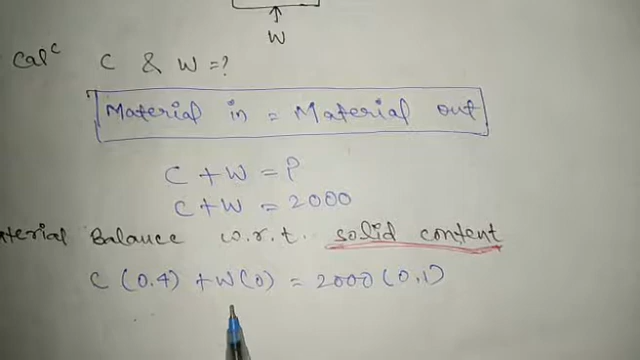 W
Calc C & W = ?
Material in = Material out
C + W = P
C + W = 2000
aterial Balance w.r.t. solid content
C (0.4) + W(0) = 2000 (0.1)